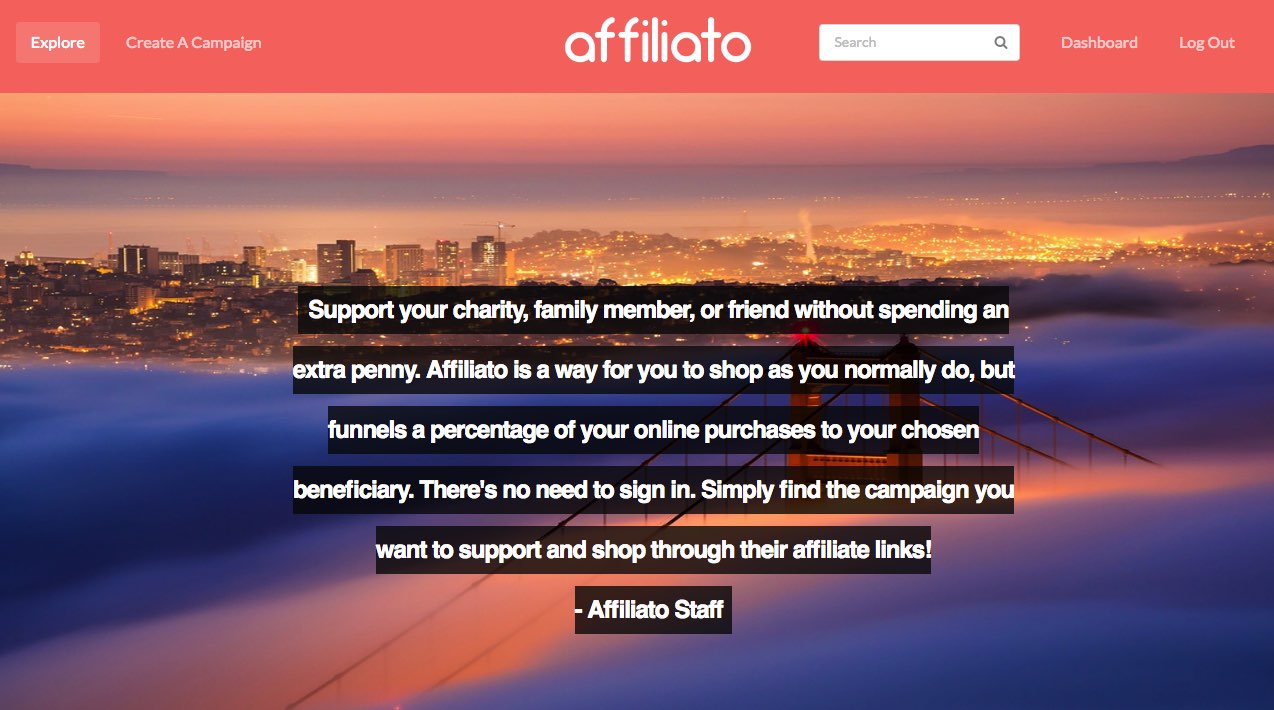 Explore
Create A Campaign
affiliato
Search
Dashboard
Log Out
Support your charity, family member, or friend without spending an
extra penny. Affiliato is a way for you to shop as you normally do, but
funnels a percentage of your online purchases to your chosen
beneficiary. There's no need to sign in. Simply find the campaign you
want to support and shop through their affiliate links!
- Affiliato Staff